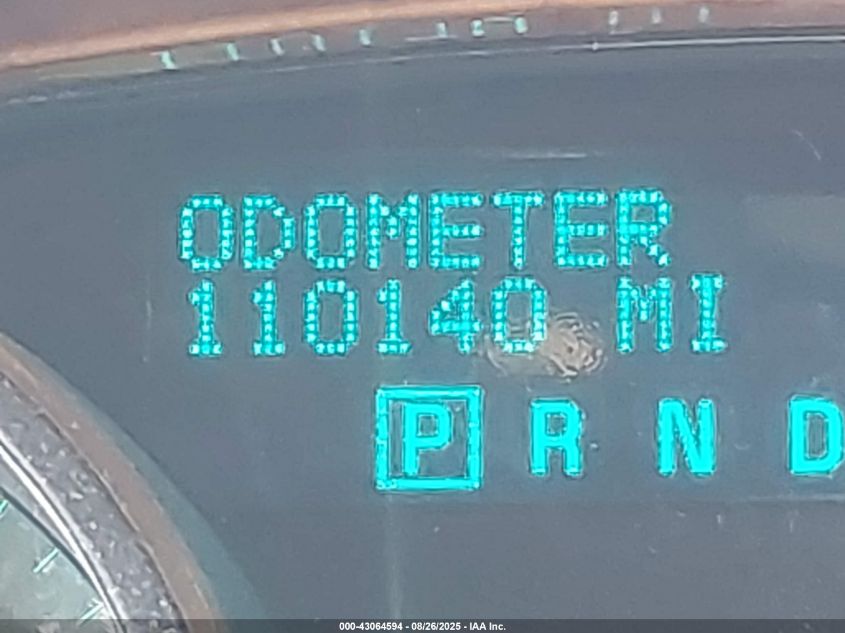 ODOMETER
110140 MI
P R N D
000-43064594 - 08/26/2025 - IAA Inc.